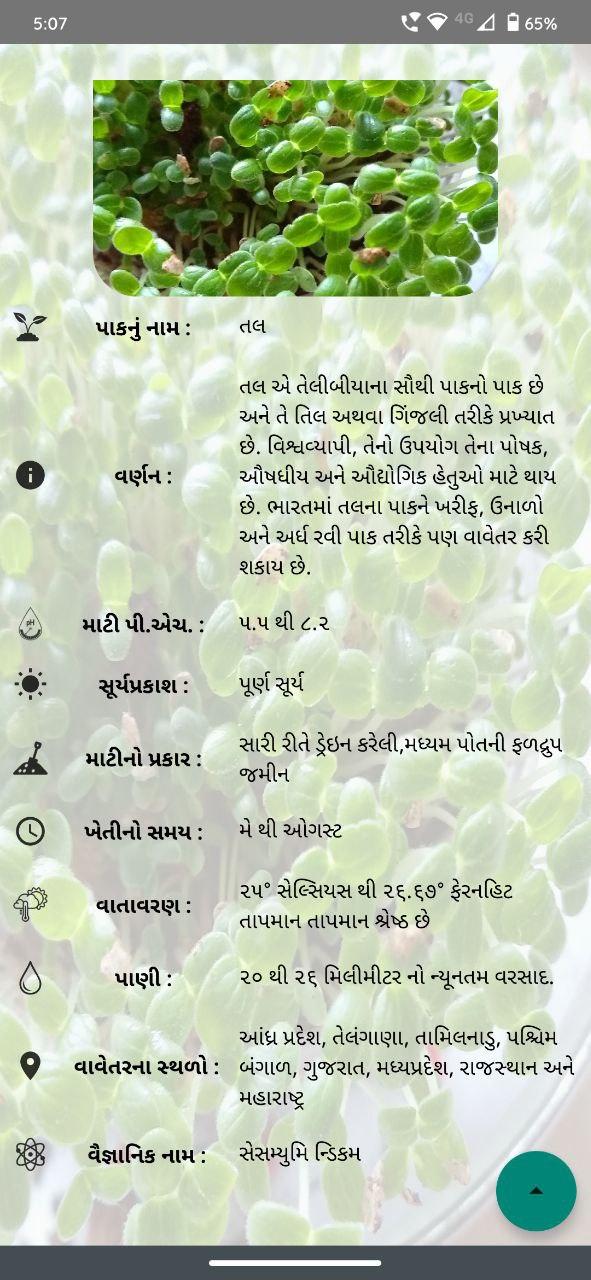 5:07
4G
65%
પાકનું નામ :
તલ
વર્ણન :
તલ એ તેલીબીયાના સૌથી પાકનો પાક છે
અને તે તિલ અથવા ગિંજલી તરીકે પ્રખ્યાત
છે. વિશ્વવ્યાપી, તેનો ઉપયોગ તેના પોષક,
ઔષધીય અને ઔદ્યોગિક હેતુઓ માટે થાય
છે. ભારતમાં તલના પાકને ખરીફ, ઉનાળો
અને અર્ધ રવી પાક તરીકે પણ વાવેતર કરી
શકાય છે.
pH
માટી પી.એચ. :
૫.૫ થી ૮.૨
સૂર્યપ્રકાશ :
પૂર્ણ સૂર્ય
માટીનો પ્રકાર :
સારી રીતે ડ્રેઇન કરેલી,મધ્યમ પોતની ફળદ્રુપ
જમીન
ખેતીનો સમય :
મે થી ઓગસ્ટ
વાતાવરણ :
૨૫° સેલ્સિયસ થી ૨૬.૬૭° ફેરનહિટ
તાપમાન તાપમાન શ્રેષ્ઠ છે
પાણી :
૨૦ થી ૨૬ મિલીમીટર નો ન્યૂનતમ વરસાદ.
વાવેતરના સ્થળો :
આંધ્ર પ્રદેશ, તેલંગાણા, તામિલનાડુ, પશ્ચિમ
બંગાળ, ગુજરાત, મધ્યપ્રદેશ, રાજસ્થાન અને
મહારાષ્ટ્ર
વૈજ્ઞાનિક નામ :
સેસમ્યુમિ ન્ડિકમ